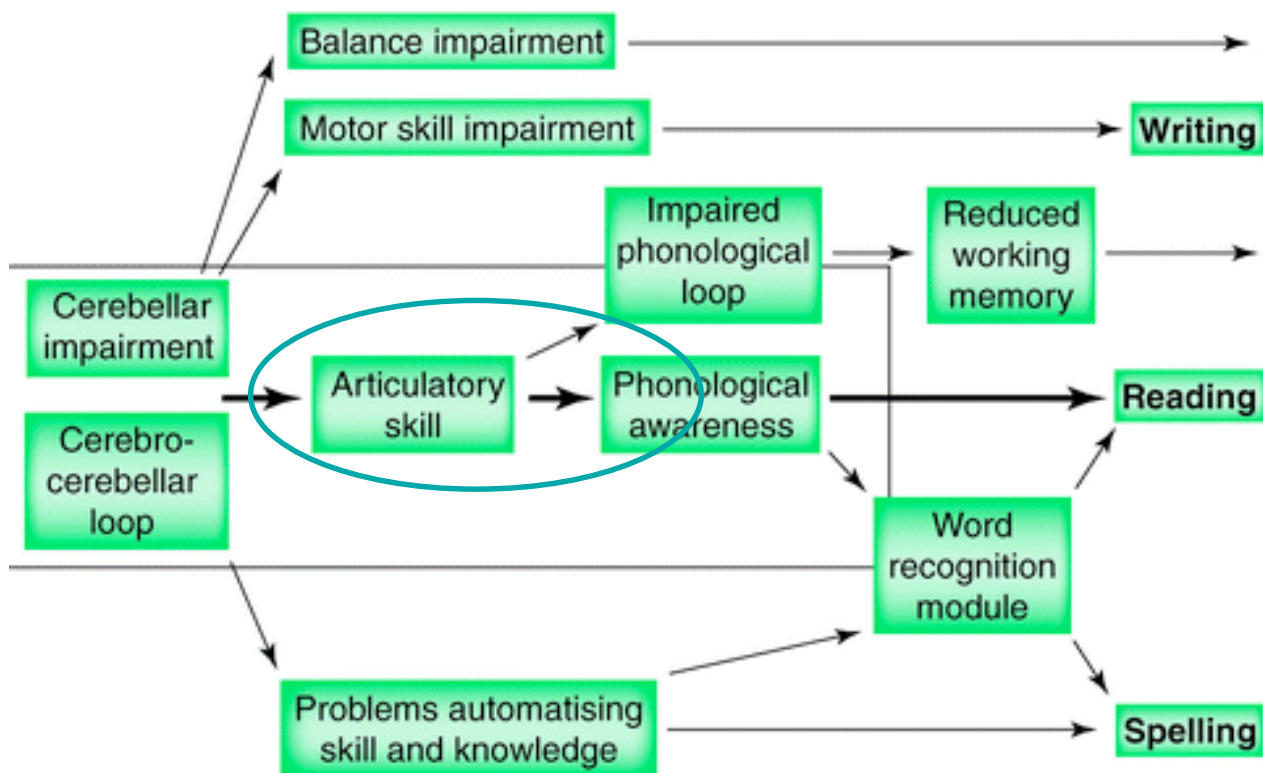 Balance impairment
Motor skill impairment
Writing
Impaired
phonological
loop
Reduced
working
memory
Cerebellar
impairment
Articulatory
skill
Phonological
awareness
Reading
Cerebro-
cerebellar
loop
Word
recognition
module
Problems automatising
skill and knowledge
Spelling